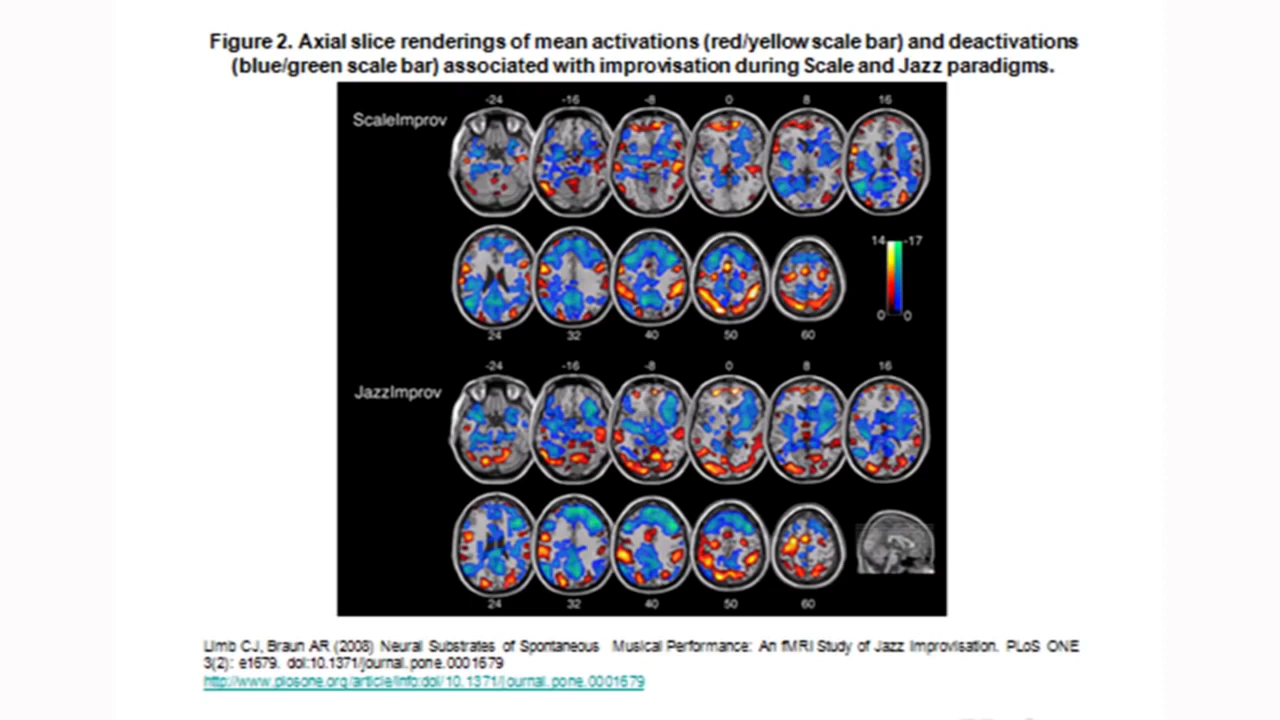 Figure 2. Axial slice renderings of mean activations (red/yellow scale bar) and deactivations
(blue/green scale bar) associated with improvisation during Scale and Jazz paradigms.
-24 -16 -8 0 8 16
ScaleImprov
14 -17
0 0
24 32 40 50 60
-24 -16 -8 0 8 16
JazzImprov
24 32 40 50 60
Limb CJ, Braun AR (2008) Neural Substrates of Spontaneous Musical Performance: An fMRI Study of Jazz Improvisation. PLoS ONE
3(2): e1679. doi:10.1371/journal.pone.0001679
http://www.plosone.org/article/info:doi/10.1371/journal.pone.0001679